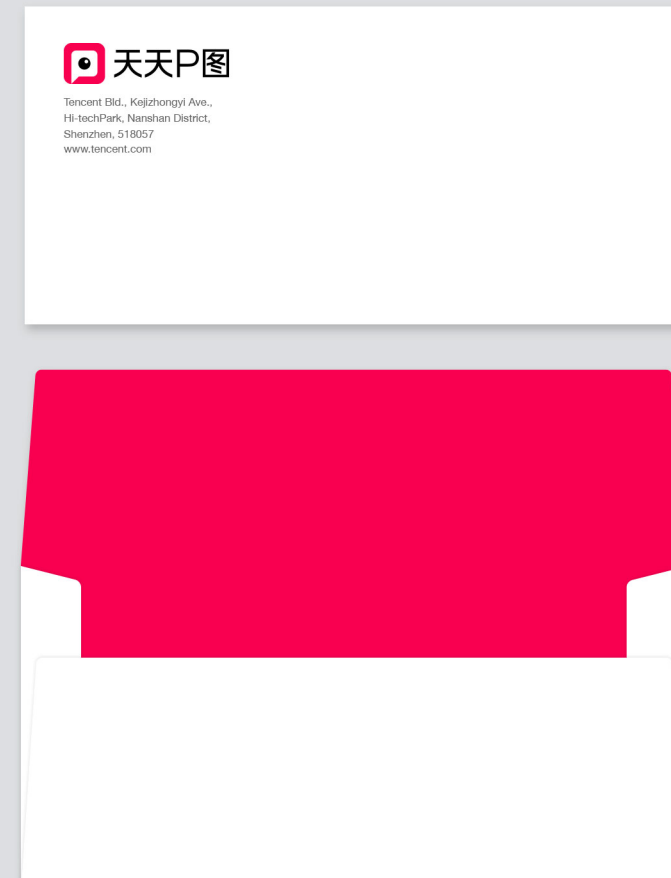 天天P图
Tencent Bld., Kejizhongyi Ave.,
Hi-techPark, Nanshan District,
Shenzhen, 518057
www.tencent.com